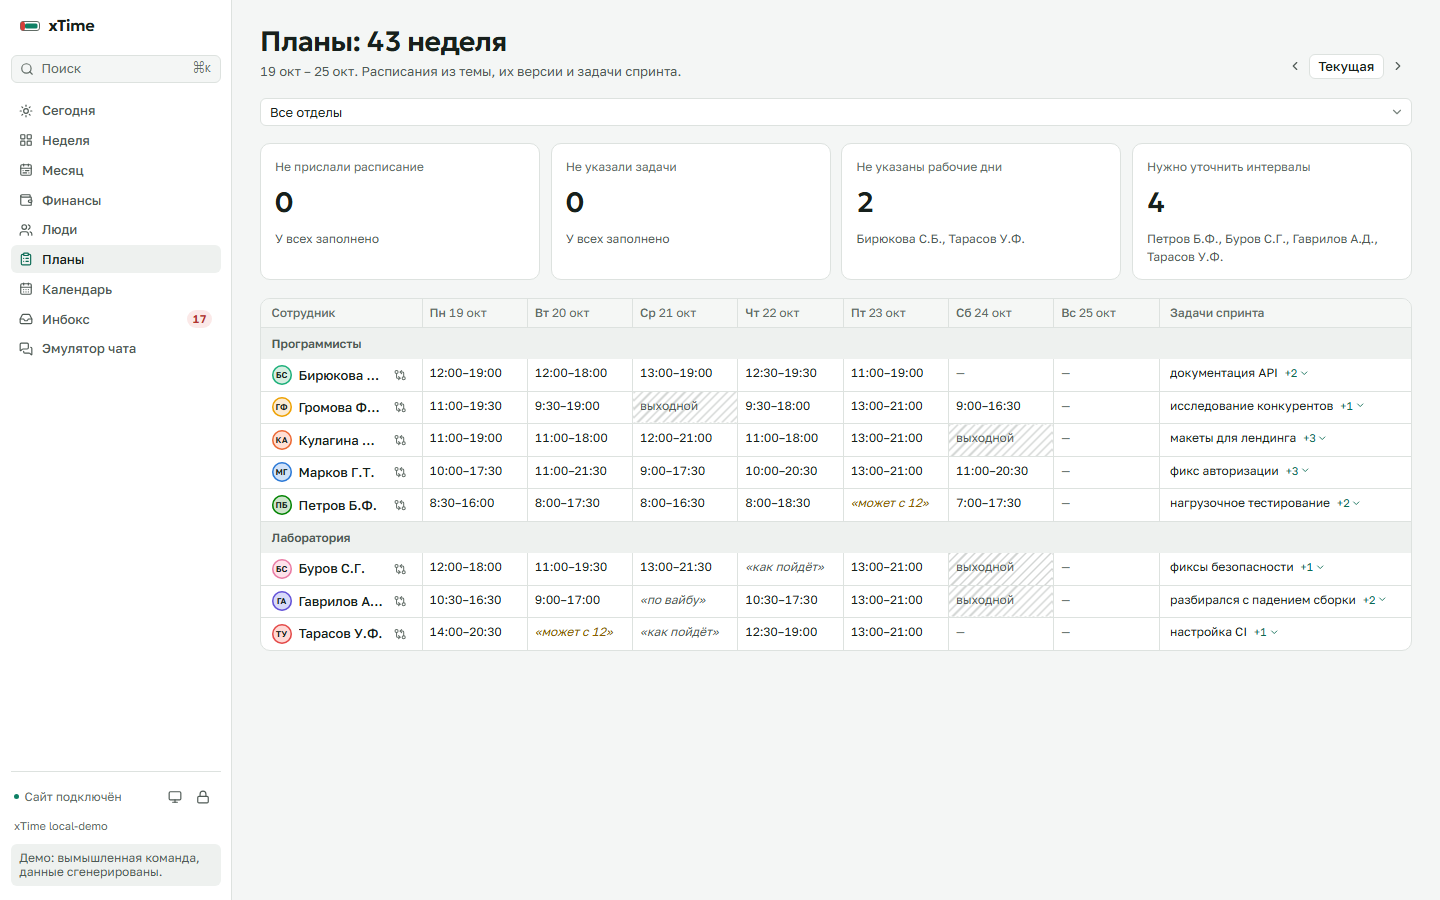 xTime
Поиск ⌘K
Сегодня
Неделя
Месяц
Финансы
Люди
Планы
Календарь
Инбокс 17
Эмулятор чата
Сайт подключён
xTime local-demo
Демо: вымышленная команда,
данные сгенерированы.
Планы: 43 неделя
19 окт – 25 окт. Расписания из темы, их версии и задачи спринта.
Текущая
Все отделы
Не прислали расписание
0
У всех заполнено
Не указали задачи
0
У всех заполнено
Не указаны рабочие дни
2
Бирюкова С.Б., Тарасов У.Ф.
Нужно уточнить интервалы
4
Петров Б.Ф., Буров С.Г., Гаврилов А.Д.,
Тарасов У.Ф.
Сотрудник Пн 19 окт Вт 20 окт Ср 21 окт Чт 22 окт Пт 23 окт Сб 24 окт Вс 25 окт Задачи спринта
Программисты
БС Бирюкова ... 12:00–19:00 12:00–18:00 13:00–19:00 12:30–19:30 11:00–19:00 — — документация API +2
ГФ Громова Ф... 11:00–19:30 9:30–19:00 выходной 9:30–18:00 13:00–21:00 9:00–16:30 — исследование конкурентов +1
КА Кулагина ... 11:00–19:00 11:00–18:00 12:00–21:00 11:00–18:00 13:00–21:00 выходной — макеты для лендинга +3
МГ Марков Г.Т. 10:00–17:30 11:00–21:30 9:00–17:30 10:00–20:30 13:00–21:00 11:00–20:30 — фикс авторизации +3
ПБ Петров Б.Ф. 8:30–16:00 8:00–17:30 8:00–16:30 8:00–18:30 «может с 12» 7:00–17:30 — нагрузочное тестирование +2
Лаборатория
БС Буров С.Г. 12:00–18:00 11:00–19:30 13:00–21:30 «как пойдёт» 13:00–21:00 выходной — фиксы безопасности +1
ГА Гаврилов А... 10:30–16:30 9:00–17:00 «по вайбу» 10:30–17:30 13:00–21:00 выходной — разбирался с падением сборки +2
ТУ Тарасов У.Ф. 14:00–20:30 «может с 12» «как пойдёт» 12:30–19:00 13:00–21:00 — — настройка CI +1